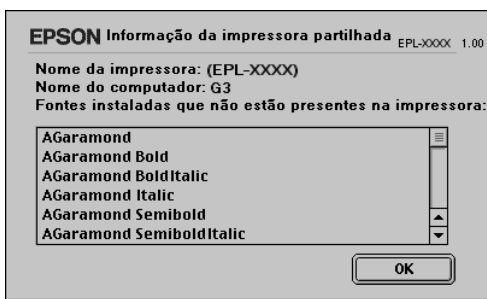 EPSON Informação da impressora partilhada EPL-XXXX 1.00
Nome da impressora: (EPL-XXXX)
Nome do computador: G3
Fontes instaladas que não estão presentes na impressora:
AGaramond
AGaramond Bold
AGaramond BoldItalic
AGaramond Italic
AGaramond Semibold
AGaramond SemiboldItalic
OK